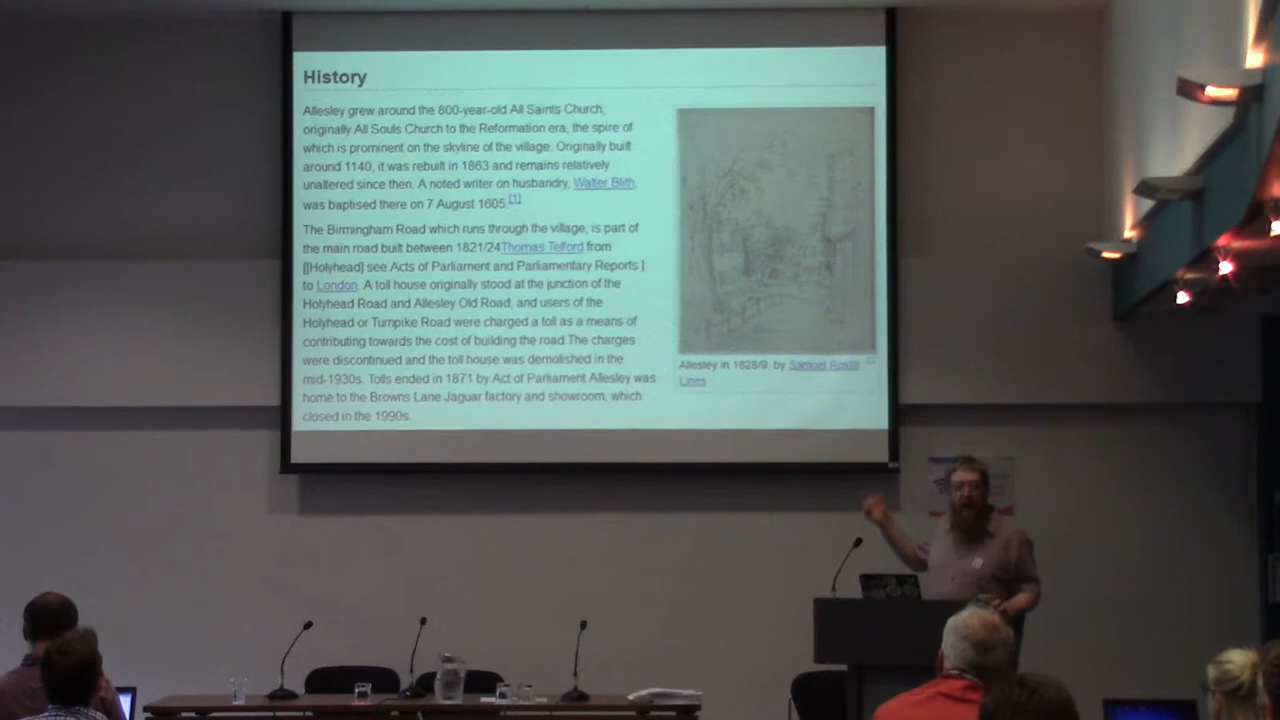 History
Allesley grew around the 800-year-old All Saints Church,
originally All Souls Church to the Reformation era, the spire of
which is prominent on the skyline of the village. Originally built
around 1140, it was rebuilt in 1863 and remains relatively
unaltered since then. A noted writer on husbandry, Walter Blith,
was baptised there on 7 August 1605.[1]
The Birmingham Road which runs through the village, is part of
the main road built between 1821/24Thomas Telford from
[[Holyhead] see Acts of Parliament and Parliamentary Reports ]
to London. A toll house originally stood at the junction of the
Holyhead Road and Allesley Old Road, and users of the
Holyhead or Turnpike Road were charged a toll as a means of
contributing towards the cost of building the road.The charges
were discontinued and the toll house was demolished in the
mid-1930s. Tolls ended in 1871 by Act of Parliament Allesley was
home to the Browns Lane Jaguar factory and showroom, which
closed in the 1990s.
Allesley in 1828/9. by Samuel Rostill
Lines